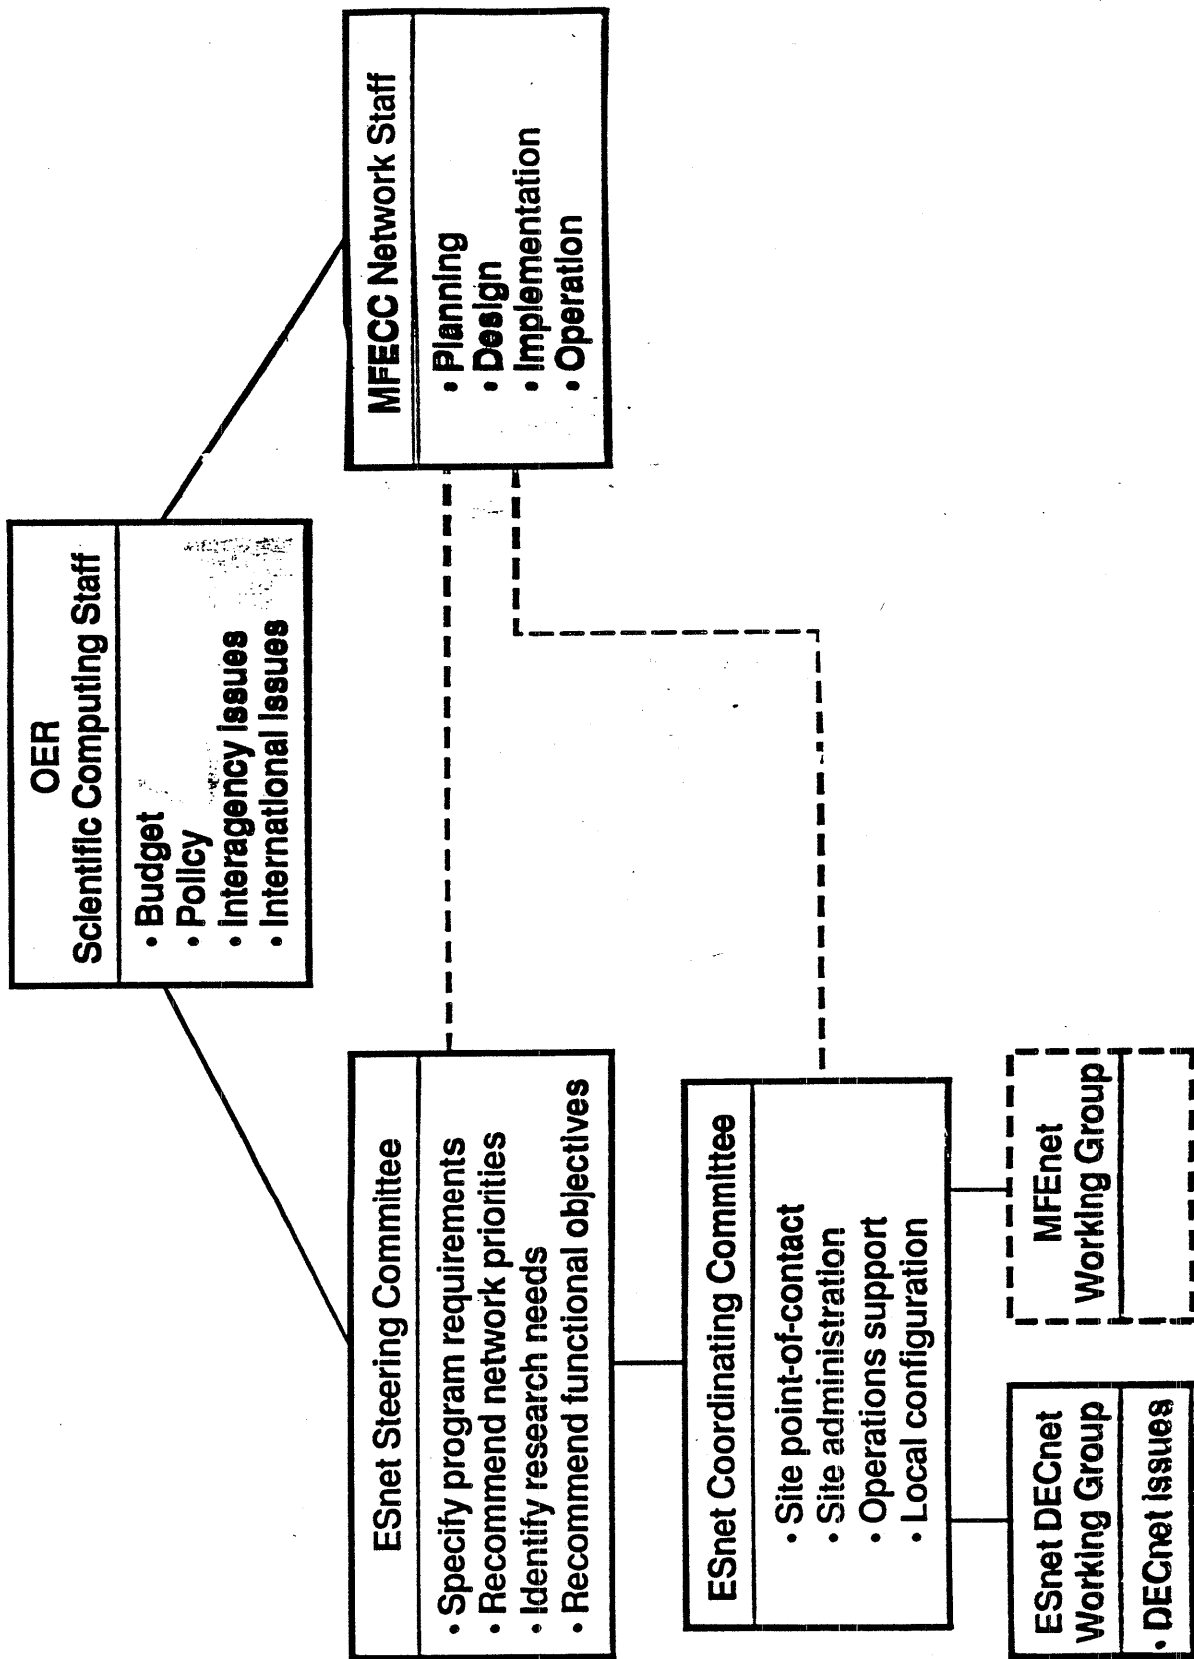 OER
Scientific Computing Staff
• Budget
• Policy
• Interagency issues
• International issues
ESnet Steering Committee
• Specify program requirements
• Recommend network priorities
• Identify research needs
• Recommend functional objectives
MFECC Network Staff
• Planning
• Design
• Implementation
• Operation
ESnet Coordinating Committee
• Site point-of-contact
• Site administration
• Operations support
• Local configuration
ESnet DECnet
Working Group
• DECnet issues
MFEnet
Working Group